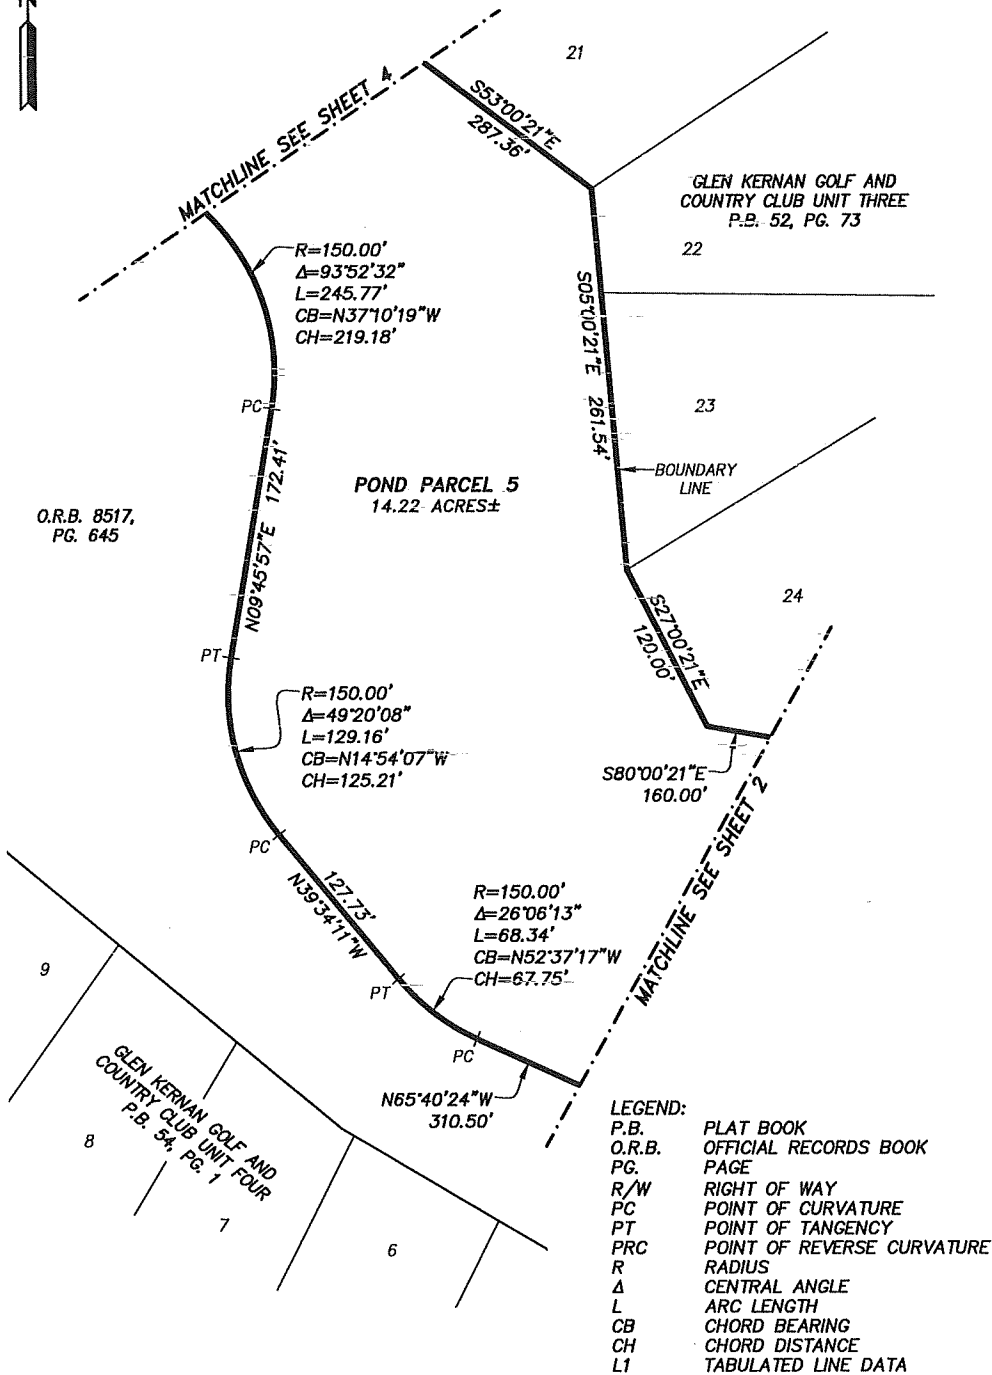 N
21
MATCHLINE SEE SHEET 4
S53°00'21"E
287.36'
GLEN KERNAN GOLF AND
COUNTRY CLUB UNIT THREE
P.B. 52, PG. 73
22
R=150.00'
Δ=93°52'32"
L=245.77'
CB=N37°10'19"W
CH=219.18'
S05°00'21"E 261.54'
PC
23
BOUNDARY
LINE
N09°45'57"E 172.41'
POND PARCEL 5
14.22 ACRES±
O.R.B. 8517,
PG. 645
24
S27°00'21"E
120.00'
PT
R=150.00'
Δ=49°20'08"
L=129.16'
CB=N14°54'07"W
CH=125.21'
S80°00'21"E
160.00'
PC
MATCHLINE SEE SHEET 2
127.73'
N39°34'11"W
R=150.00'
Δ=26°06'13"
L=68.34'
CB=N52°37'17"W
CH=67.75'
PT
9
PC
GLEN KERNAN GOLF AND
COUNTRY CLUB UNIT FOUR
P.B. 54, PG. 1
N65°40'24"W
310.50'
8
7
6
LEGEND:
P.B. PLAT BOOK
O.R.B. OFFICIAL RECORDS BOOK
PG. PAGE
R/W RIGHT OF WAY
PC POINT OF CURVATURE
PT POINT OF TANGENCY
PRC POINT OF REVERSE CURVATURE
R RADIUS
Δ CENTRAL ANGLE
L ARC LENGTH
CB CHORD BEARING
CH CHORD DISTANCE
L1 TABULATED LINE DATA